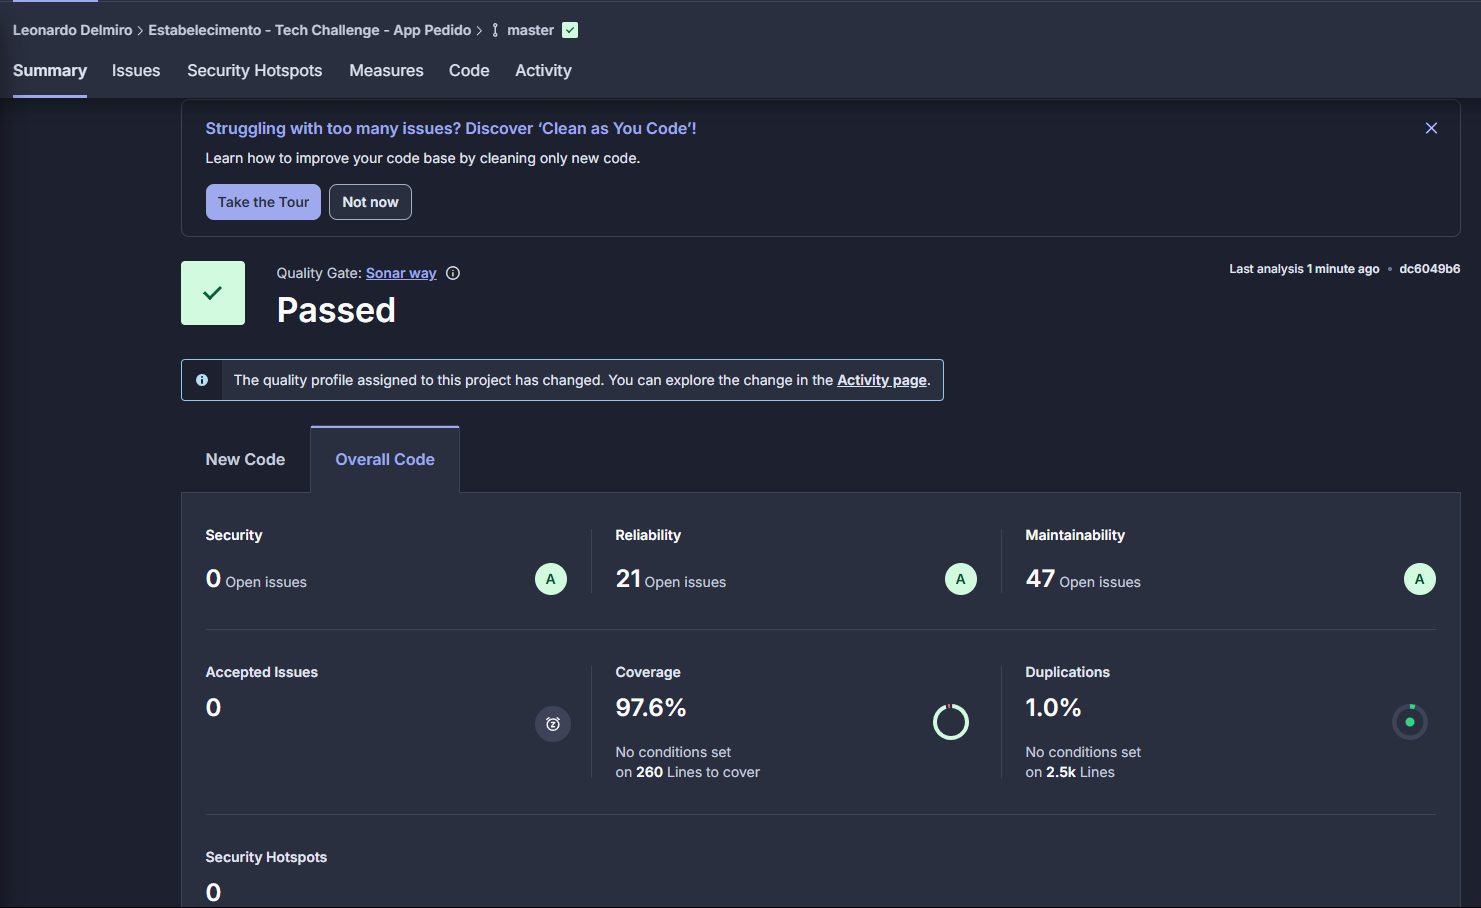 Leonardo Delmiro > Estabelecimento - Tech Challenge - App Pedido > master
Summary Issues Security Hotspots Measures Code Activity
Struggling with too many issues? Discover ‘Clean as You Code’!
Learn how to improve your code base by cleaning only new code.
Take the Tour Not now
Quality Gate: Sonar way
Last analysis 1 minute ago • dc6049b6
Passed
The quality profile assigned to this project has changed. You can explore the change in the Activity page.
New Code Overall Code
Security Reliability Maintainability
0 Open issues A 21 Open issues A 47 Open issues A
Accepted Issues Coverage Duplications
0 97.6% 1.0%
No conditions set No conditions set
on 260 Lines to cover on 2.5k Lines
Security Hotspots
0